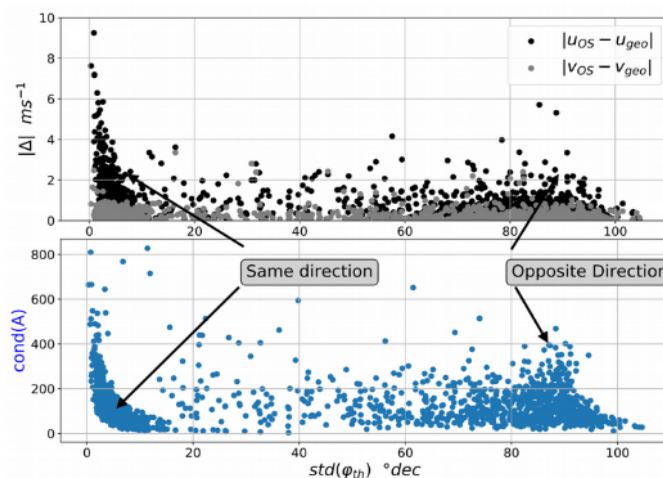 10
8
6
4
2
0
|Δ| ms⁻¹
|u_OS − u_geo|
|v_OS − v_geo|
0 20 40 60 80 100
Same direction
Opposite Direction
800
600
400
200
0
cond(A)
0 20 40 60 80 100
std(φ_th) °dec